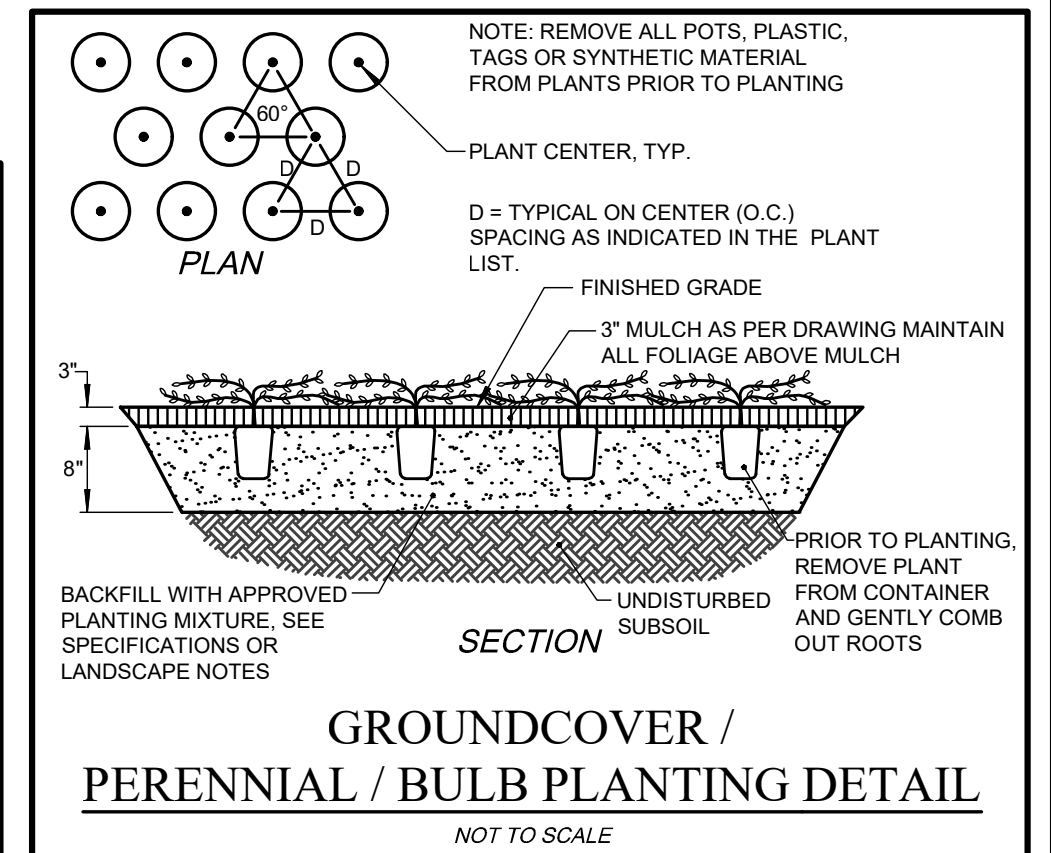 NOTE: REMOVE ALL POTS, PLASTIC,
TAGS OR SYNTHETIC MATERIAL
FROM PLANTS PRIOR TO PLANTING
60°
PLANT CENTER, TYP.
D
D
D
D = TYPICAL ON CENTER (O.C.)
SPACING AS INDICATED IN THE PLANT
LIST.
PLAN
FINISHED GRADE
3" MULCH AS PER DRAWING MAINTAIN
ALL FOLIAGE ABOVE MULCH
3"
8"
PRIOR TO PLANTING,
REMOVE PLANT
FROM CONTAINER
AND GENTLY COMB
OUT ROOTS
BACKFILL WITH APPROVED
PLANTING MIXTURE, SEE
SPECIFICATIONS OR
LANDSCAPE NOTES
UNDISTURBED
SUBSOIL
SECTION
GROUNDCOVER /
PERENNIAL / BULB PLANTING DETAIL
NOT TO SCALE